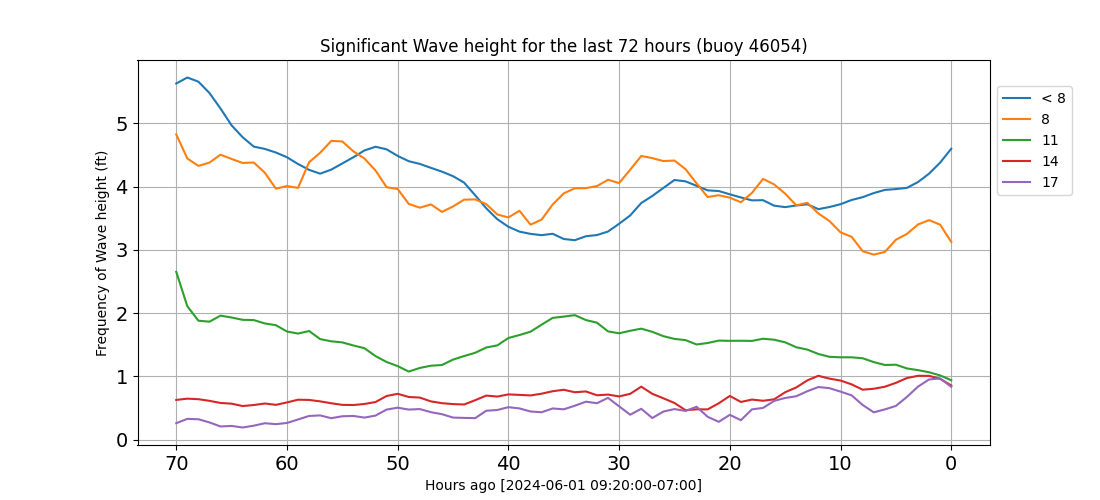 Significant Wave height for the last 72 hours (buoy 46054)
Frequency of Wave height (ft)
5
4
3
2
1
0
70 60 50 40 30 20 10 0
Hours ago [2024-06-01 09:20:00-07:00]
< 8
8
11
14
17